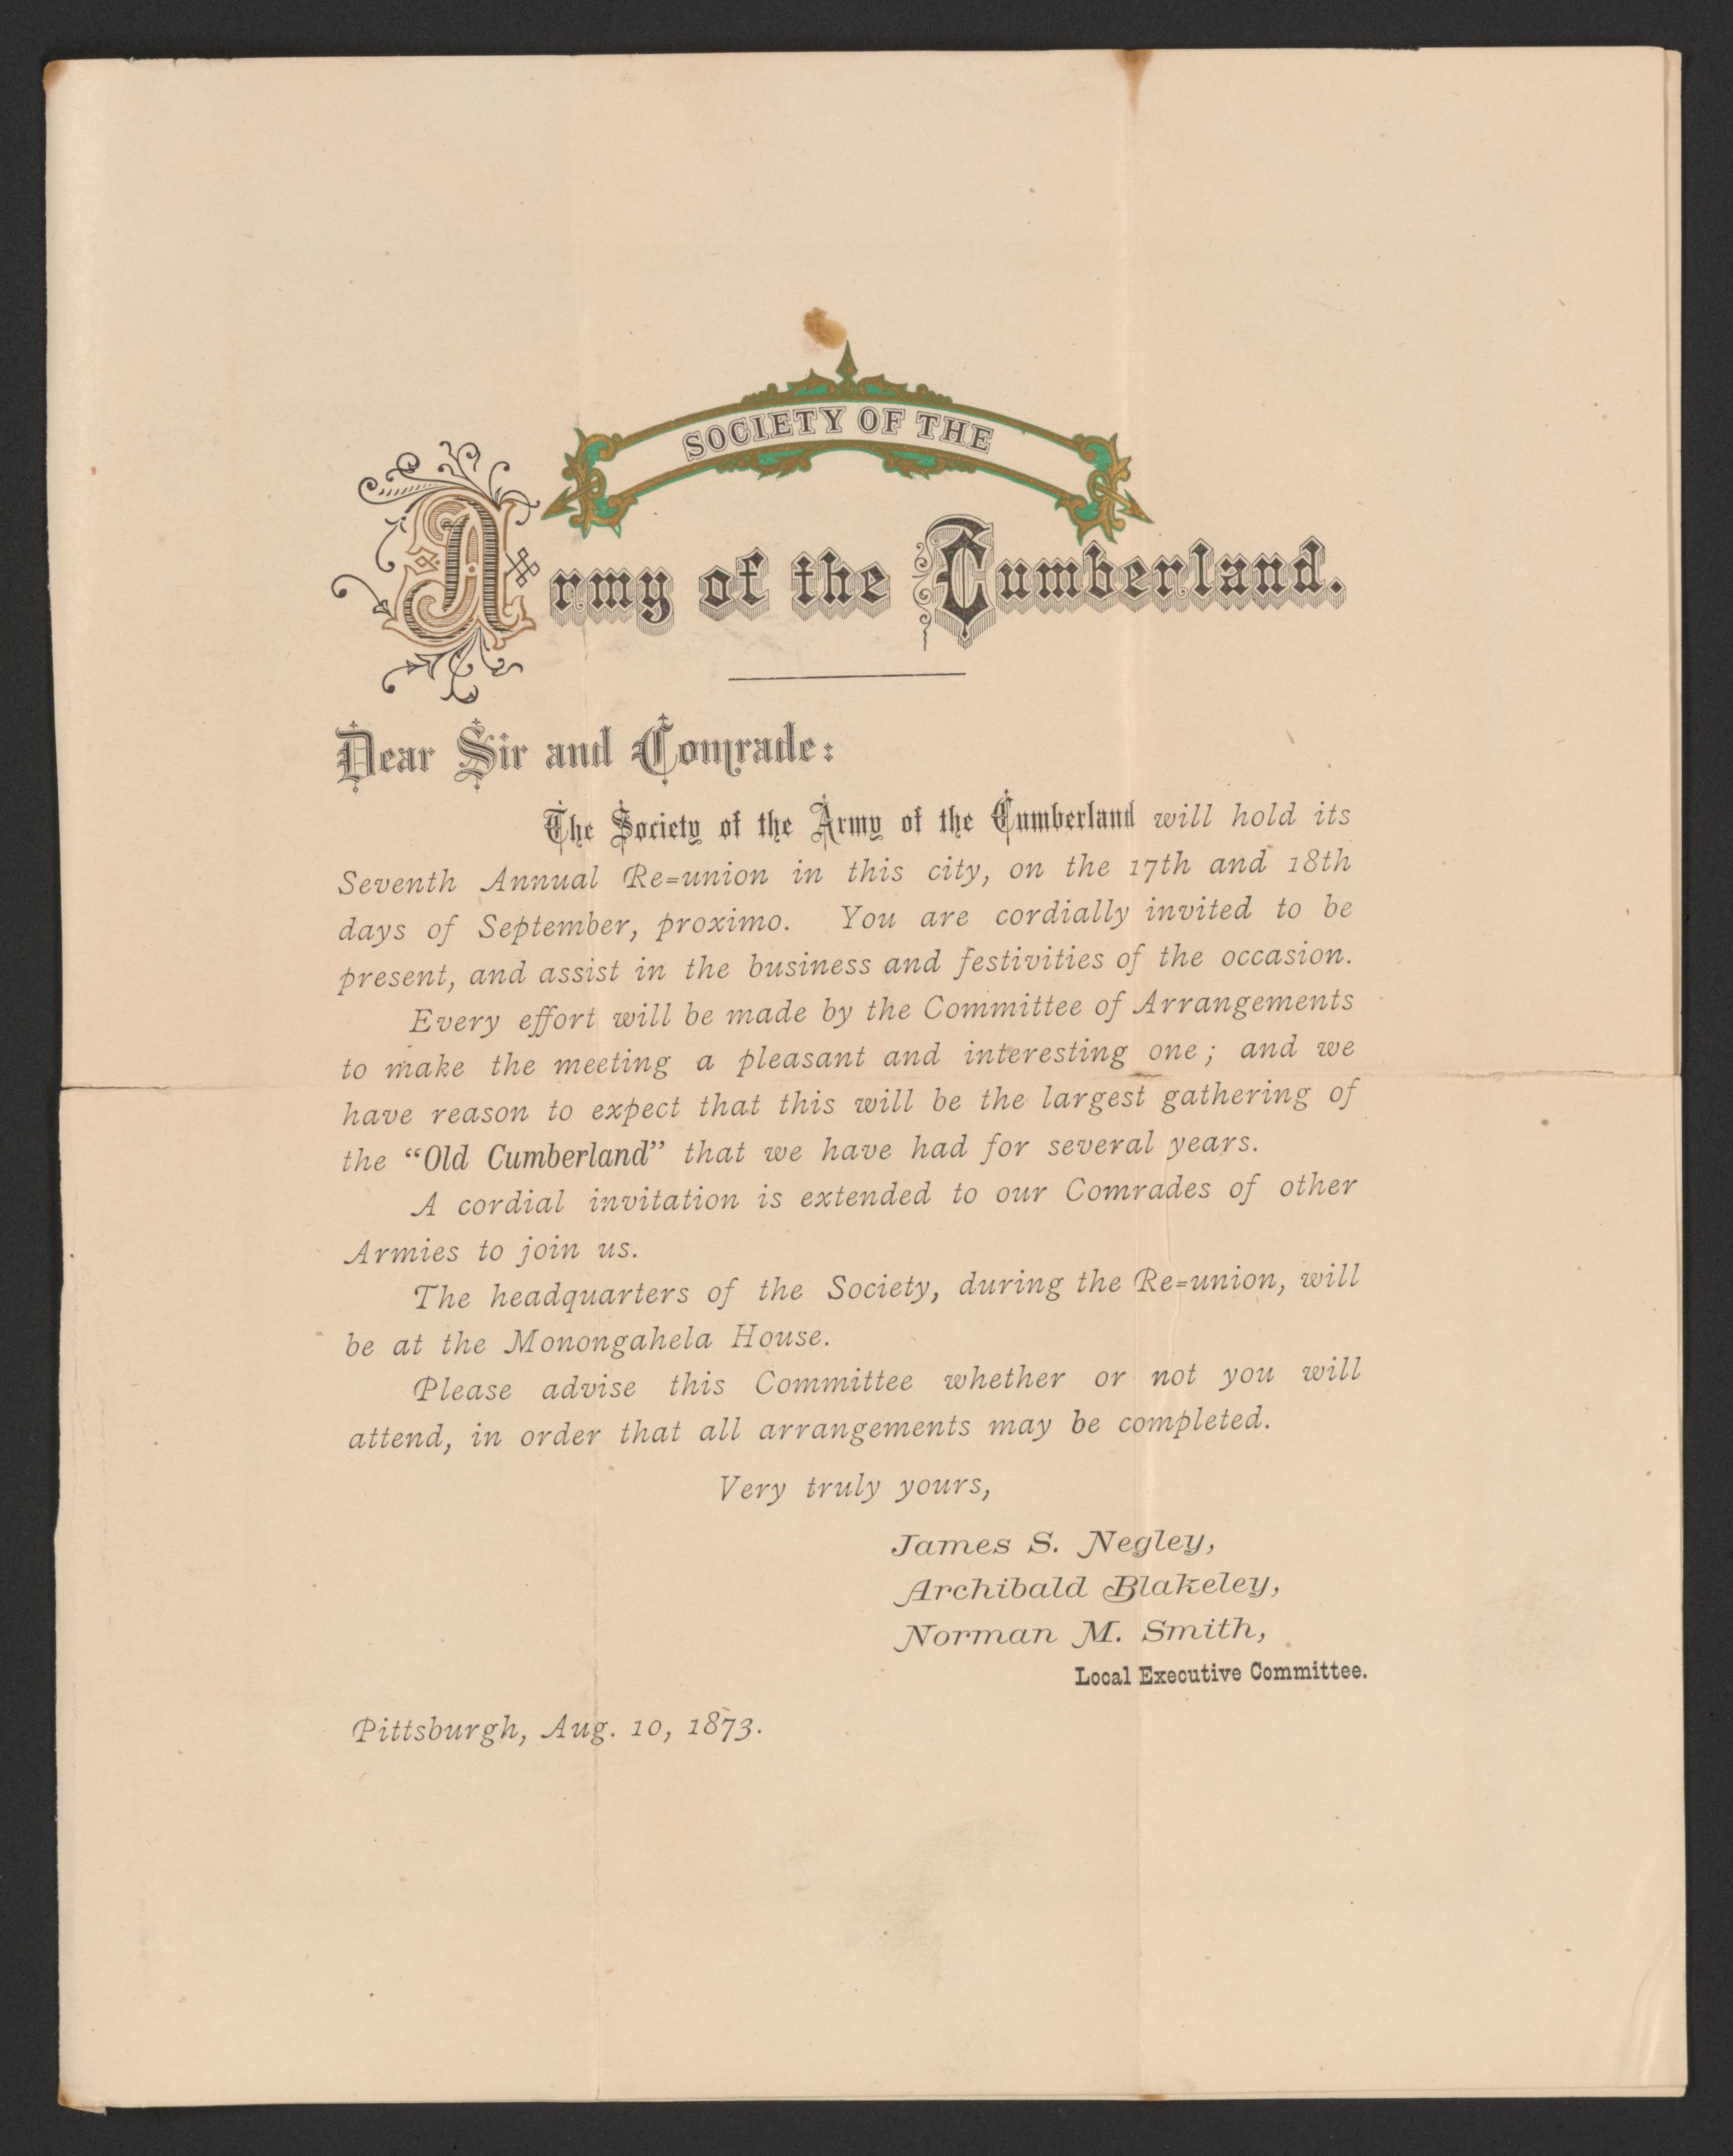 SOCIETY OF THE
Army of the Cumberland.
Dear Sir and Comrade:
The Society of the Army of the Cumberland will hold its
Seventh Annual Re=union in this city, on the 17th and 18th
days of September, proximo. You are cordially invited to be
present, and assist in the business and festivities of the occasion.
Every effort will be made by the Committee of Arrangements
to make the meeting a pleasant and interesting one; and we
have reason to expect that this will be the largest gathering of
the “Old Cumberland” that we have had for several years.
A cordial invitation is extended to our Comrades of other
Armies to join us.
The headquarters of the Society, during the Re=union, will
be at the Monongahela House.
Please advise this Committee whether or not you will
attend, in order that all arrangements may be completed.
Very truly yours,
James S. Negley,
Archibald Blakeley,
Norman M. Smith,
Local Executive Committee.
Pittsburgh, Aug. 10, 1873.